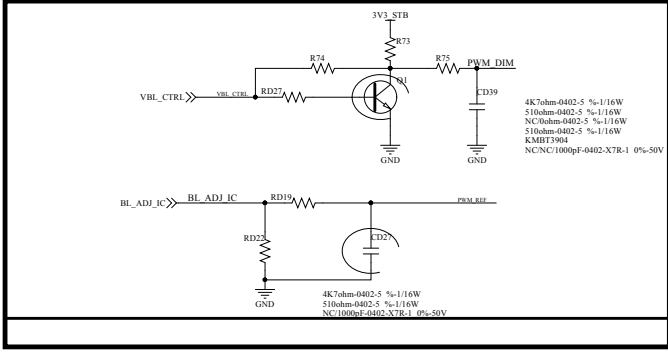 3V3_STB
R73
R74
R75
PWM_DIM
Q1
VBL_CTRL
VBL_CTRL
RD27
CD39
4K7ohm-0402-5 %-1/16W
510ohm-0402-5 %-1/16W
NC/0ohm-0402-5 %-1/16W
510ohm-0402-5 %-1/16W
KMBT3904
NC/NC/1000pF-0402-X7R-1 0%-50V
GND
GND
BL_ADJ_IC
BL_ADJ_IC
RD19
PWM_REF
RD22
CD27
GND
4K7ohm-0402-5 %-1/16W
510ohm-0402-5 %-1/16W
NC/1000pF-0402-X7R-1 0%-50V